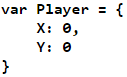 var Player = {
    X: 0,
    Y: 0
}